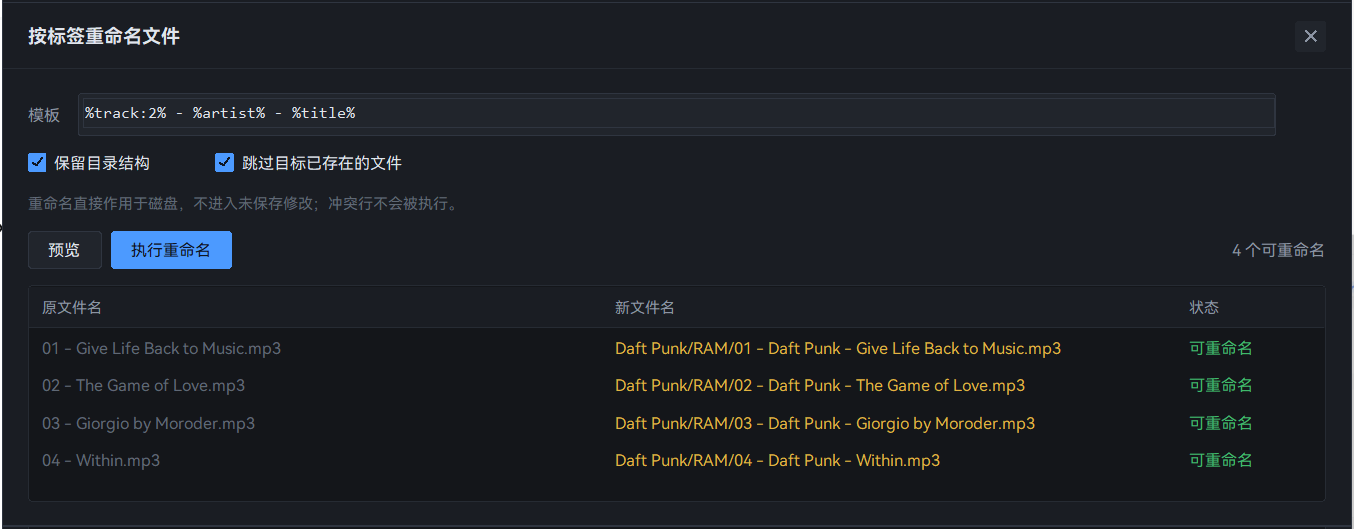 按标签重命名文件
模板 %track:2% - %artist% - %title%
保留目录结构 跳过目标已存在的文件
重命名直接作用于磁盘，不进入未保存修改；冲突行不会被执行。
预览 执行重命名 4 个可重命名
原文件名 新文件名 状态
01 - Give Life Back to Music.mp3 Daft Punk/RAM/01 - Daft Punk - Give Life Back to Music.mp3 可重命名
02 - The Game of Love.mp3 Daft Punk/RAM/02 - Daft Punk - The Game of Love.mp3 可重命名
03 - Giorgio by Moroder.mp3 Daft Punk/RAM/03 - Daft Punk - Giorgio by Moroder.mp3 可重命名
04 - Within.mp3 Daft Punk/RAM/04 - Daft Punk - Within.mp3 可重命名